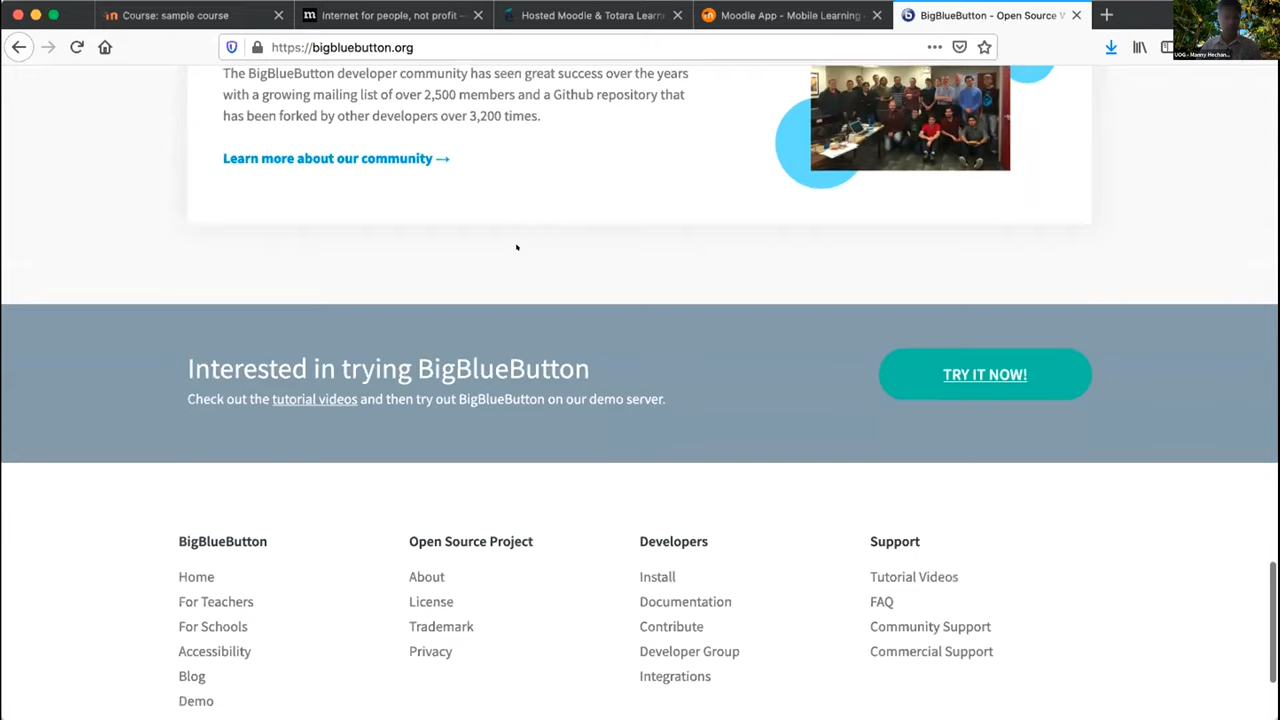 Course: sample course
Internet for people, not profit —
Hosted Moodle & Totara Learn
Moodle App - Mobile Learning
BigBlueButton - Open Source
https://bigbluebutton.org
The BigBlueButton developer community has seen great success over the years
with a growing mailing list of over 2,500 members and a Github repository that
has been forked by other developers over 3,200 times.
Learn more about our community →
Interested in trying BigBlueButton
Check out the tutorial videos and then try out BigBlueButton on our demo server.
TRY IT NOW!
BigBlueButton
Home
For Teachers
For Schools
Accessibility
Blog
Demo
Open Source Project
About
License
Trademark
Privacy
Developers
Install
Documentation
Contribute
Developer Group
Integrations
Support
Tutorial Videos
FAQ
Community Support
Commercial Support